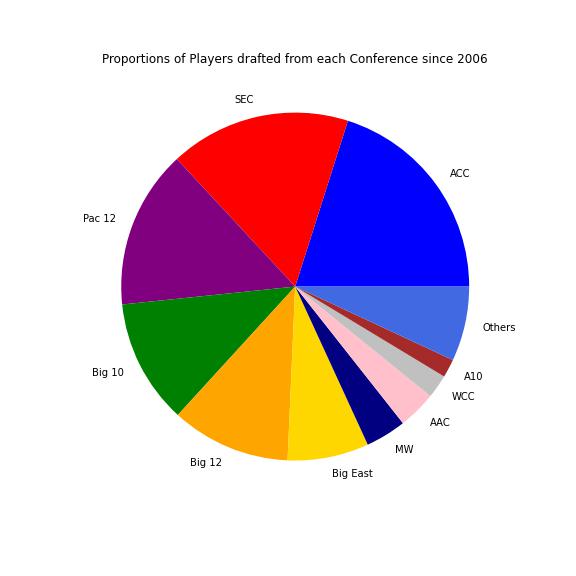 Proportions of Players drafted from each Conference since 2006
SEC
ACC
Pac 12
Others
Big 10
A10
WCC
AAC
MW
Big 12
Big East